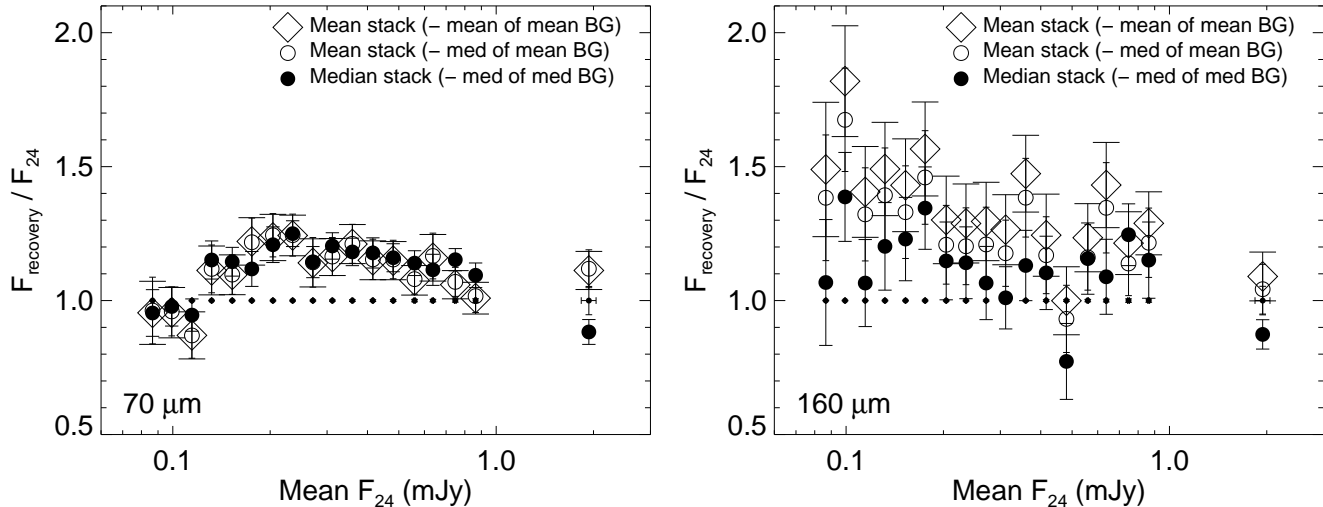 Mean stack (− mean of mean BG)
Mean stack (− med of mean BG)
Median stack (− med of med BG)
2.0
1.5
1.0
0.5
F_recovery / F_24
70 μm
0.1
1.0
Mean F_24 (mJy)
Mean stack (− mean of mean BG)
Mean stack (− med of mean BG)
Median stack (− med of med BG)
2.0
1.5
1.0
0.5
F_recovery / F_24
160 μm
0.1
1.0
Mean F_24 (mJy)